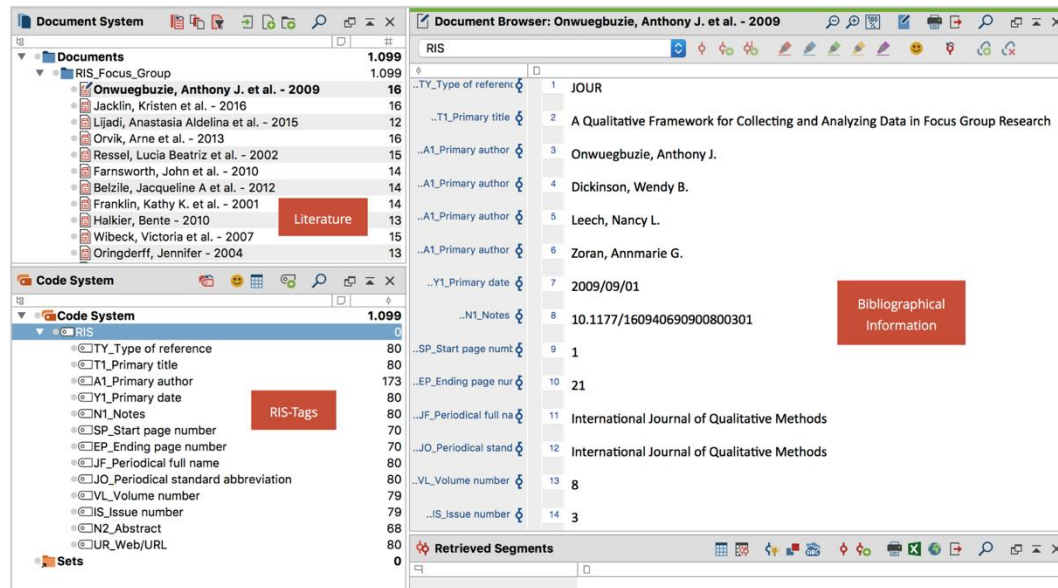 Document System
#
Documents 1.099
RIS_Focus_Group 1.099
Onwuegbuzie, Anthony J. et al. - 2009 16
Jacklin, Kristen et al. - 2016 16
Lijadi, Anastasia Aldelina et al. - 2015 12
Orvik, Arne et al. - 2013 16
Ressel, Lucia Beatriz et al. - 2002 15
Farnsworth, John et al. - 2010 14
Belzile, Jacqueline A et al. - 2012 14
Franklin, Kathy K. et al. - 2001 14
Halkier, Bente - 2010 13
Wibeck, Victoria et al. - 2007 15
Oringderff, Jennifer - 2004 13
Literature
Code System
Code System 1.099
RIS 0
TY_Type of reference 80
T1_Primary title 80
A1_Primary author 173
Y1_Primary date 80
N1_Notes 80
SP_Start page number 70
EP_Ending page number 70
JF_Periodical full name 80
JO_Periodical standard abbreviation 80
VL_Volume number 79
IS_Issue number 79
N2_Abstract 68
UR_Web/URL 80
Sets 0
RIS-Tags
Document Browser: Onwuegbuzie, Anthony J. et al. - 2009
100%
RIS
..TY_Type of referenc 1 JOUR
..T1_Primary title 2 A Qualitative Framework for Collecting and Analyzing Data in Focus Group Research
..A1_Primary author 3 Onwuegbuzie, Anthony J.
..A1_Primary author 4 Dickinson, Wendy B.
..A1_Primary author 5 Leech, Nancy L.
..A1_Primary author 6 Zoran, Annmarie G.
..Y1_Primary date 7 2009/09/01
..N1_Notes 8 10.1177/160940690900800301
..SP_Start page numb 9 1
..EP_Ending page nur 10 21
..JF_Periodical full na 11 International Journal of Qualitative Methods
..JO_Periodical stand 12 International Journal of Qualitative Methods
..VL_Volume number 13 8
..IS_Issue number 14 3
Bibliographical
Information
Retrieved Segments